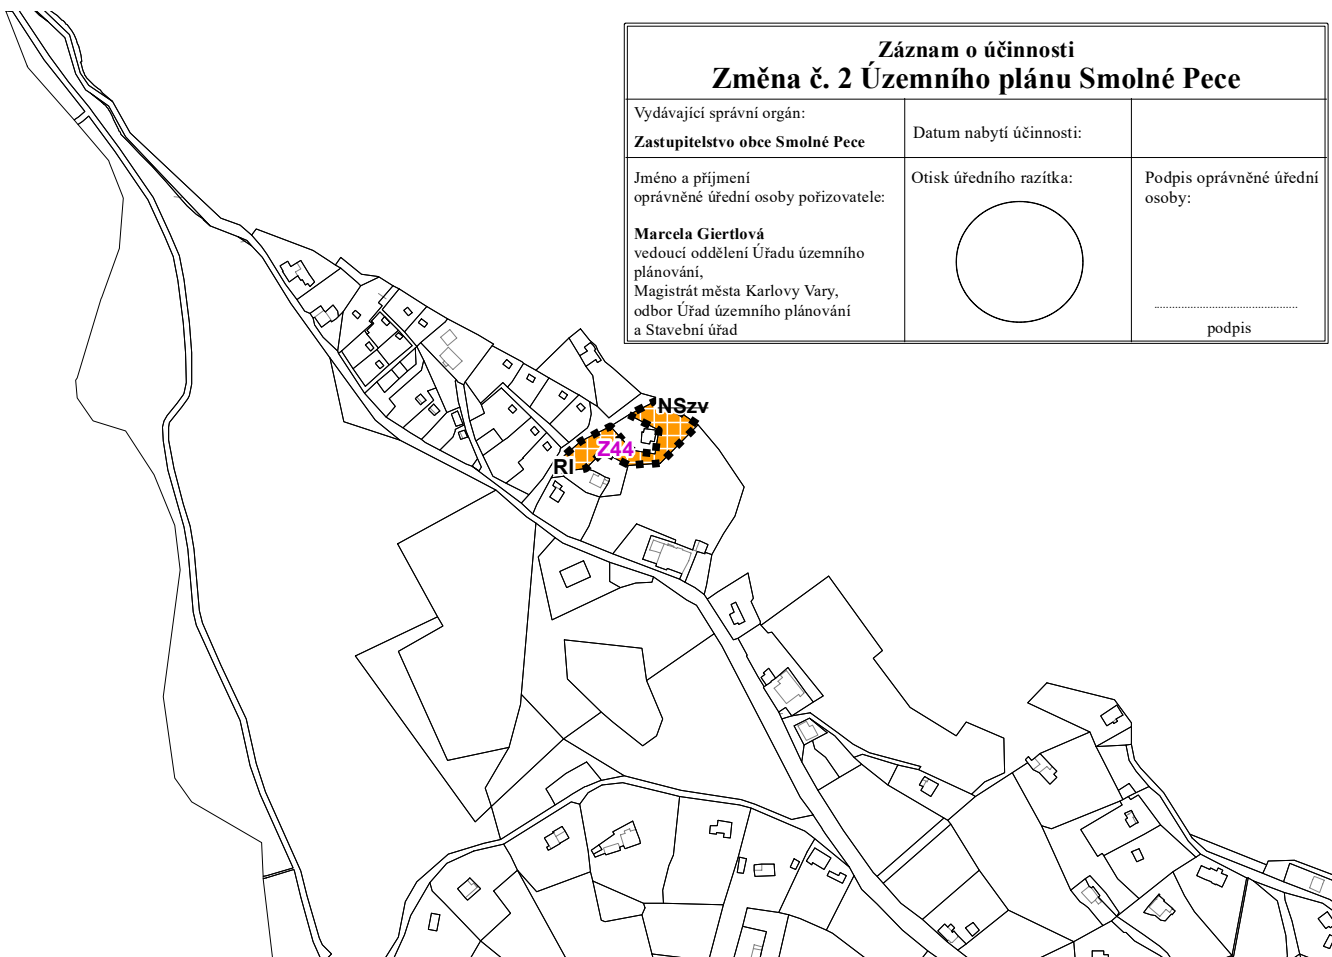 Záznam o účinnosti
Změna č. 2 Územního plánu Smolné Pece
Vydávající správní orgán:
Zastupitelstvo obce Smolné Pece
Datum nabytí účinnosti:
Jméno a příjmení
oprávněné úřední osoby pořizovatele:
Marcela Giertlová
vedoucí oddělení Úřadu územního
plánování,
Magistrát města Karlovy Vary,
odbor Úřad územního plánování
a Stavební úřad
Otisk úředního razítka:
Podpis oprávněné úřední
osoby:
podpis
NSzv
Z44
RI